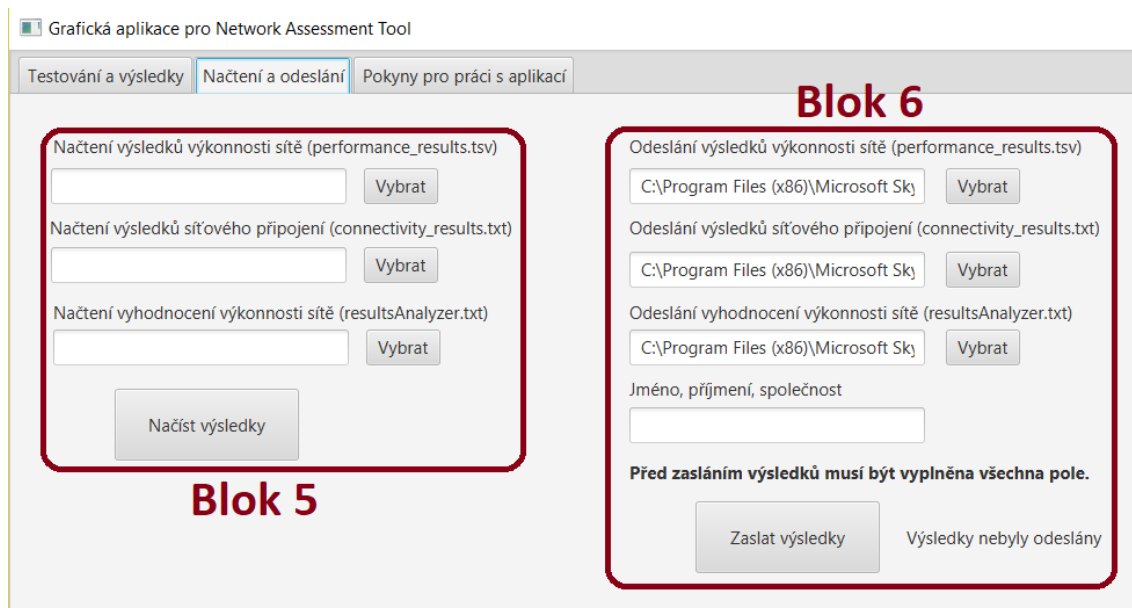 Grafická aplikace pro Network Assessment Tool
Testování a výsledky
Načtení a odeslání
Pokyny pro práci s aplikací
Načtení výsledků výkonnosti sítě (performance_results.tsv)
Vybrat
Načtení výsledků síťového připojení (connectivity_results.txt)
Vybrat
Načtení vyhodnocení výkonnosti sítě (resultsAnalyzer.txt)
Vybrat
Načíst výsledky
Blok 5
Blok 6
Odeslání výsledků výkonnosti sítě (performance_results.tsv)
C:\Program Files (x86)\Microsoft Sky
Vybrat
Odeslání výsledků síťového připojení (connectivity_results.txt)
C:\Program Files (x86)\Microsoft Sky
Vybrat
Odeslání vyhodnocení výkonnosti sítě (resultsAnalyzer.txt)
C:\Program Files (x86)\Microsoft Sky
Vybrat
Jméno, příjmení, společnost
Před zasláním výsledků musí být vyplněna všechna pole.
Zaslat výsledky
Výsledky nebyly odeslány